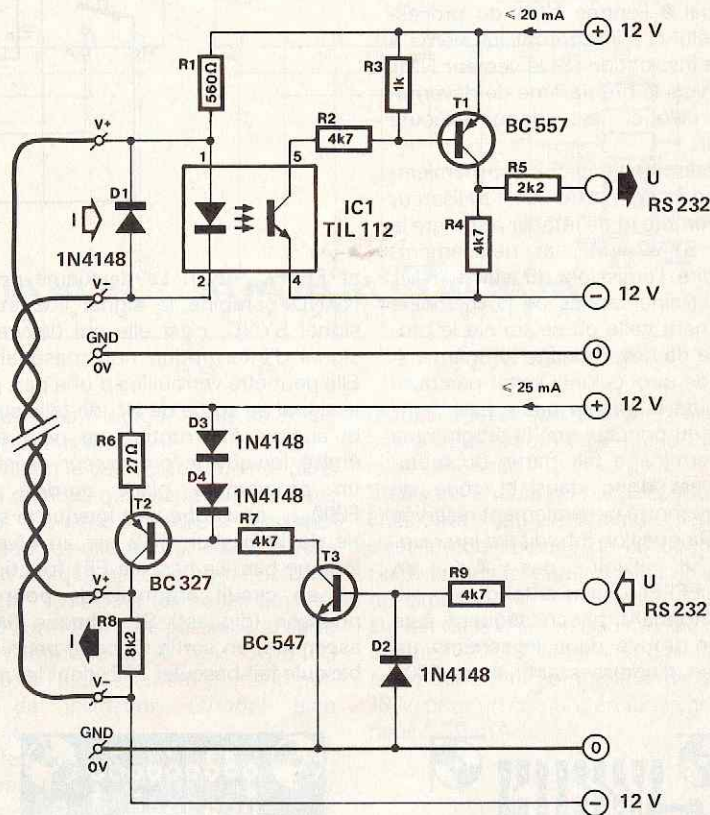 ≤ 20 mA
+ 12 V
R1
560Ω
R3
1k
T1
BC557
V+
1
R2
4k7
5
R5
2k2
U
RS 232
D1
I
1N4148
IC1
TIL 112
R4
4k7
2
4
V−
− 12 V
GND
0V
0
≤ 25 mA
+ 12 V
R6
27Ω
D3
1N4148
D4
1N4148
T2
R7
4k7
T3
BC 327
V+
R9
4k7
U
RS 232
I
R8
8k2
BC 547
D2
1N4148
V−
GND
0V
0
− 12 V